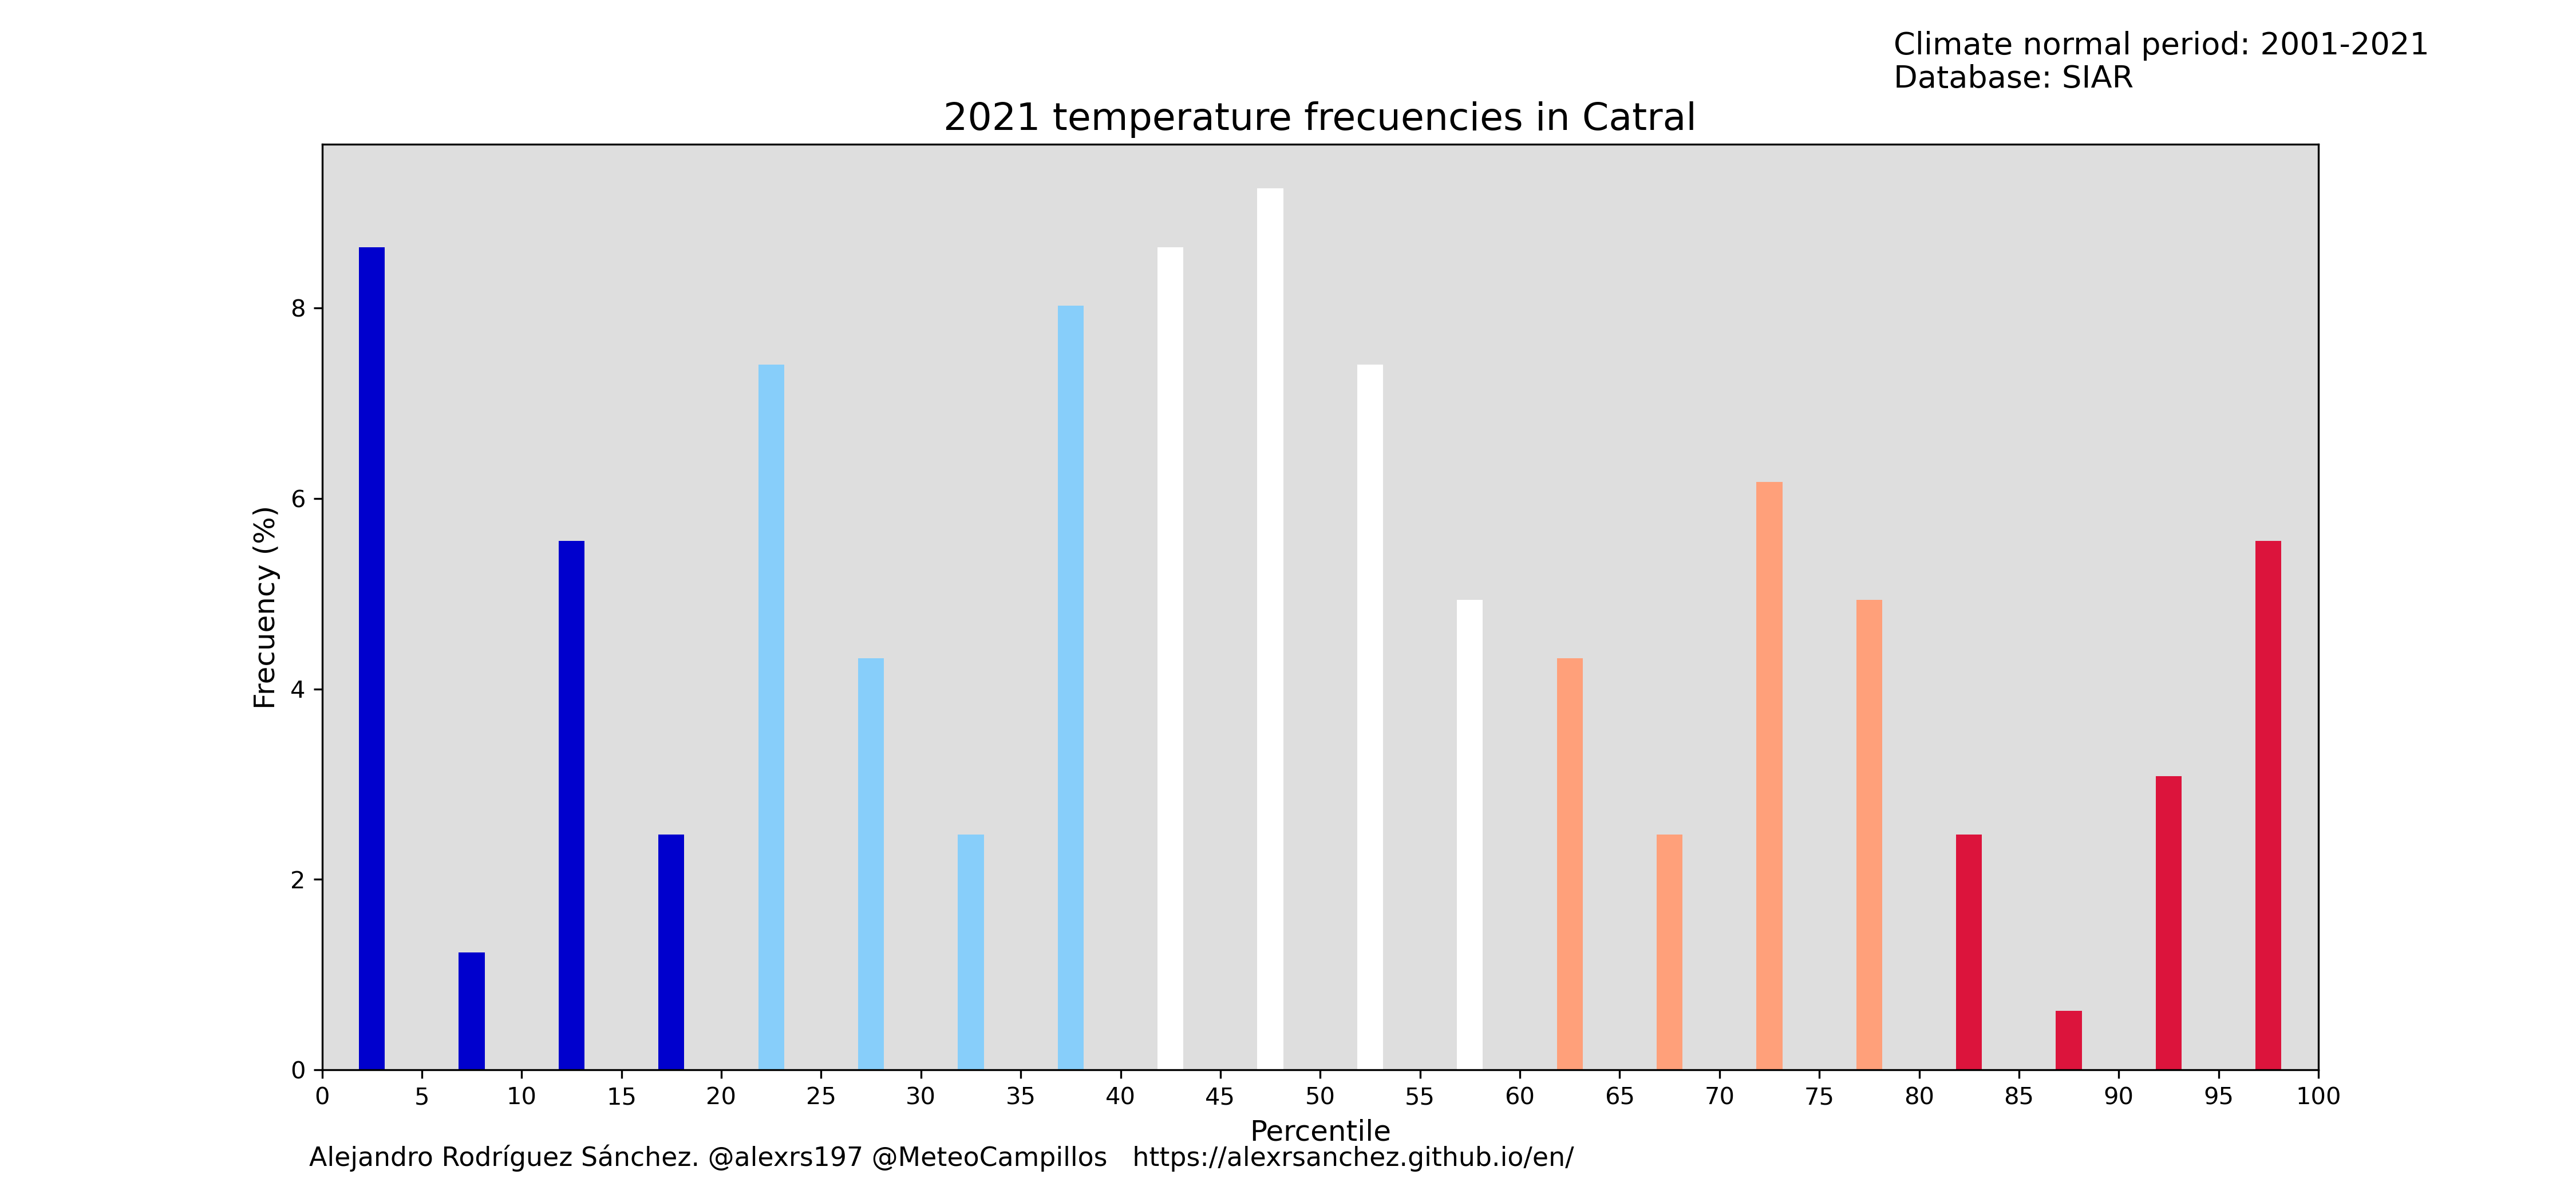 Climate normal period: 2001-2021
Database: SIAR
2021 temperature frecuencies in Catral
Frecuency (%)
8
6
4
2
0
0 5 10 15 20 25 30 35 40 45 50 55 60 65 70 75 80 85 90 95 100
Percentile
Alejandro Rodríguez Sánchez. @alexrs197 @MeteoCampillos https://alexrsanchez.github.io/en/